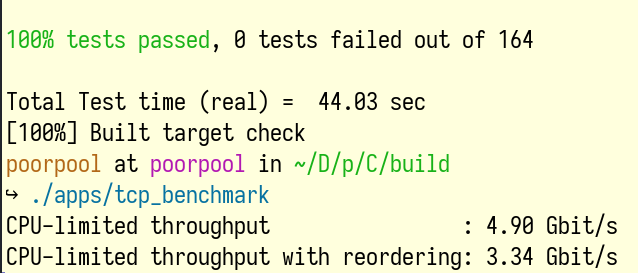 100% tests passed, 0 tests failed out of 164
Total Test time (real) =  44.03 sec
[100%] Built target check
poorpool at poorpool in ~/D/p/C/build
↪ ./apps/tcp_benchmark
CPU-limited throughput                : 4.90 Gbit/s
CPU-limited throughput with reordering: 3.34 Gbit/s